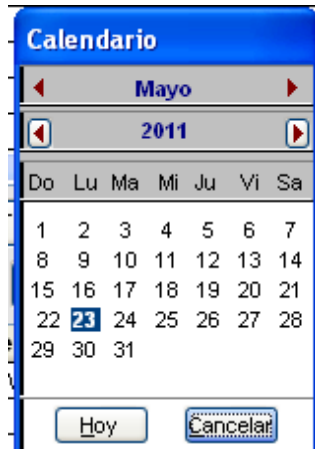 Calendario
Mayo
2011
Do Lu Ma Mi Ju Vi Sa
1 2 3 4 5 6 7
8 9 10 11 12 13 14
15 16 17 18 19 20 21
22 23 24 25 26 27 28
29 30 31
Hoy Cancelar